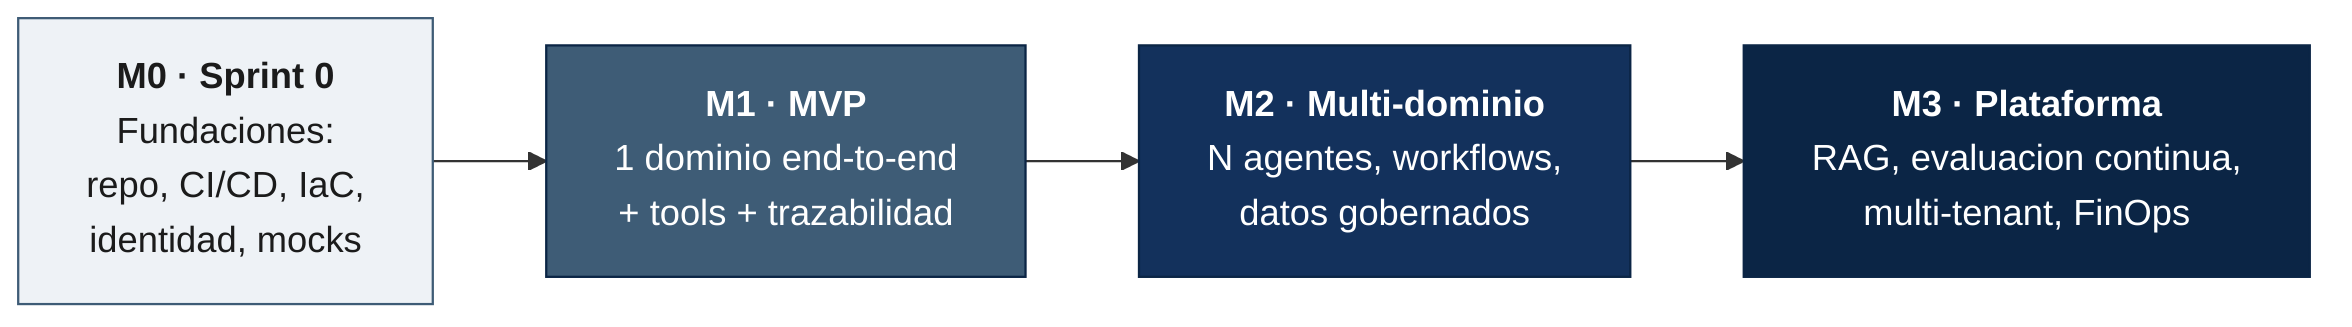 M0 · Sprint 0
Fundaciones:
repo, CI/CD, IaC,
identidad, mocks
M1 · MVP
1 dominio end-to-end
+ tools + trazabilidad
M2 · Multi-dominio
N agentes, workflows,
datos gobernados
M3 · Plataforma
RAG, evaluacion continua,
multi-tenant, FinOps